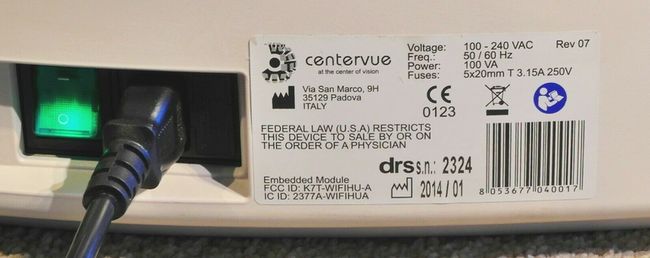 centervue
at the center of vision
Via San Marco, 9H
35129 Padova
ITALY
Voltage: 100 - 240 VAC
Freq.: 50 / 60 Hz
Power: 100 VA
Fuses: 5x20mm T 3.15A 250V
Rev 07
CE
0123
FEDERAL LAW (U.S.A) RESTRICTS
THIS DEVICE TO SALE BY OR ON
THE ORDER OF A PHYSICIAN
drs s.n.: 2324
2014 / 01
Embedded Module
FCC ID: K7T-WIFIHU-A
IC ID: 2377A-WIFIHUA
8 053677 040017